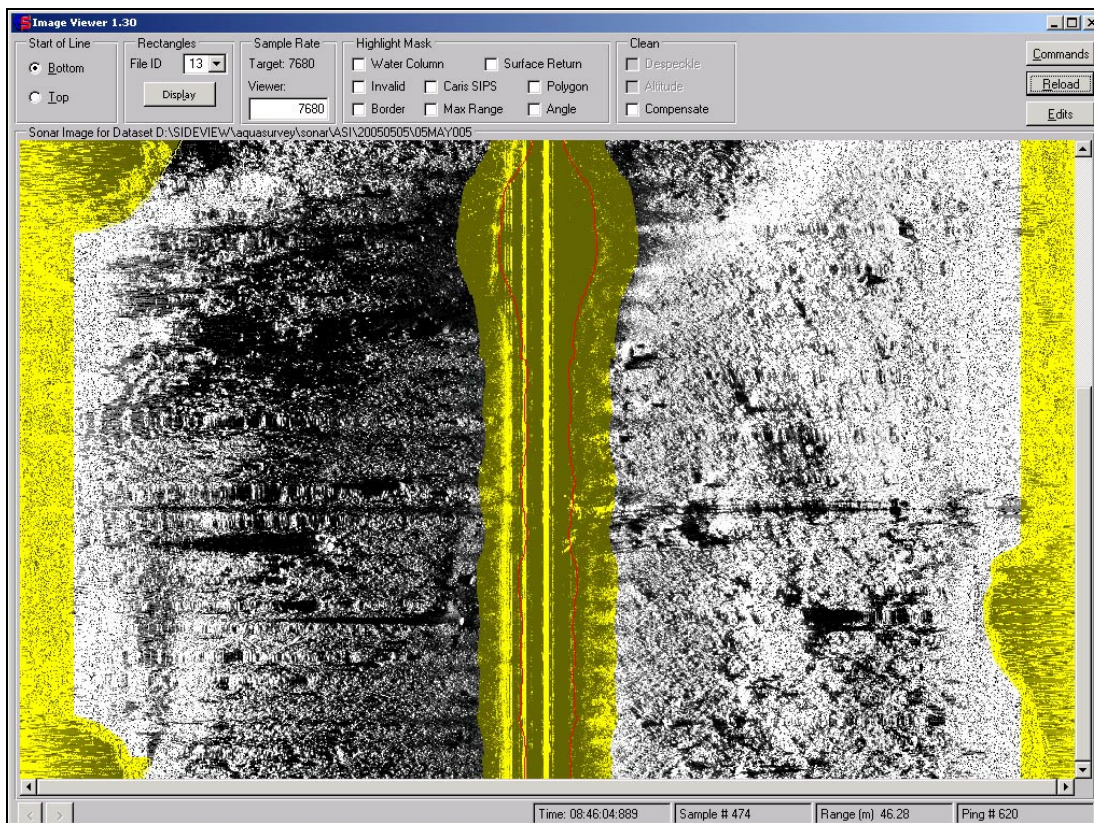 Image Viewer 1.30
Start of Line
Bottom
Top
Rectangles
File ID 13
Display
Sample Rate
Target: 7680
Viewer:
7680
Highlight Mask
Water Column Surface Return
Invalid Caris SIPS Polygon
Border Max Range Angle
Clean
Despeckle
Altitude
Compensate
Commands
Reload
Edits
Sonar Image for Dataset D:\SIDEVIEW\aquasurvey\sonar\ASI\20050505\05MAY005
< >
Time: 08:46:04:889 Sample # 474 Range (m) 46.28 Ping # 620